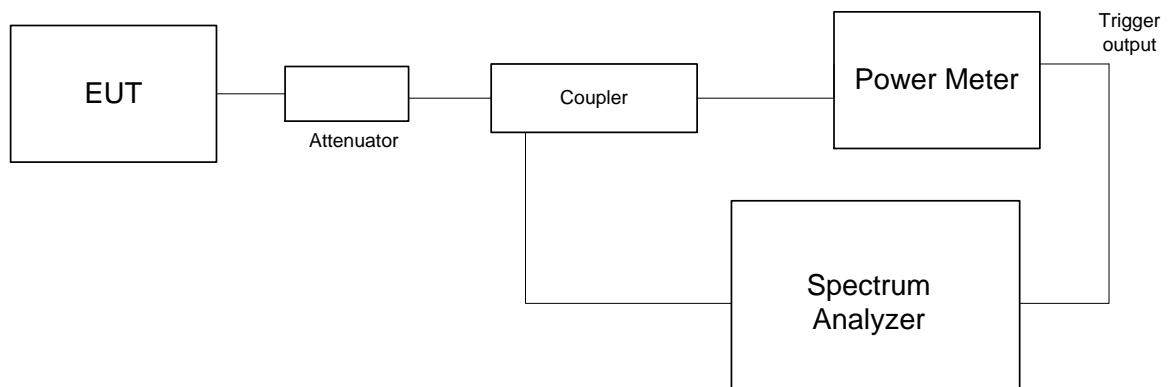 EUT
Attenuator
Coupler
Power Meter
Trigger
output
Spectrum
Analyzer